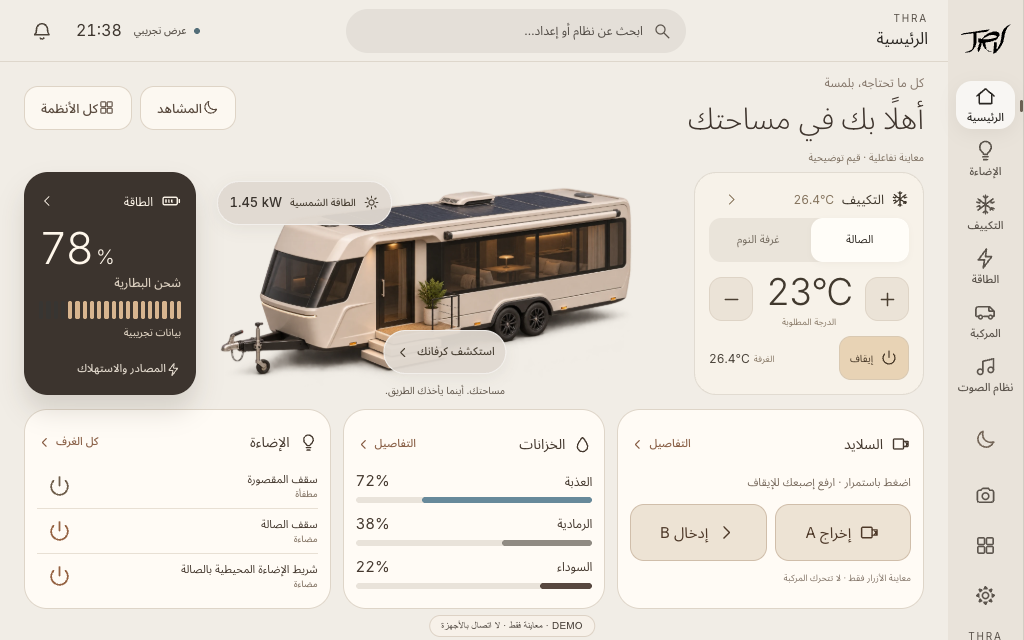 THRA
الرئيسية
ابحث عن نظام أو إعداد...
عرض تجريبي
21:38
الرئيسية
الإضاءة
التكييف
الطاقة
المركبة
نظام الصوت
THRA
كل ما تحتاجه، بلمسة
أهلًا بك في مساحتك
معاينة تفاعلية · قيم توضيحية
المشاهد
كل الأنظمة
التكييف
26.4°C
الصالة
غرفة النوم
+
23°C
−
الدرجة المطلوبة
إيقاف
الغرفة 26.4°C
الطاقة الشمسية 1.45 kW
استكشف كرفانك
مساحتك. أينما يأخذك الطريق.
الطاقة
78 %
شحن البطارية
بيانات تجريبية
المصادر والاستهلاك
السلايد
التفاصيل
اضغط باستمرار · ارفع إصبعك للإيقاف
إخراج A
إدخال B
معاينة الأزرار فقط · لا تتحرك المركبة
الخزانات
التفاصيل
العذبة 72%
الرمادية 38%
السوداء 22%
الإضاءة
كل الغرف
سقف المقصورة
مطفأة
سقف الصالة
مضاءة
شريط الإضاءة المحيطية بالصالة
مضاءة
DEMO · معاينة فقط · لا اتصال بالأجهزة